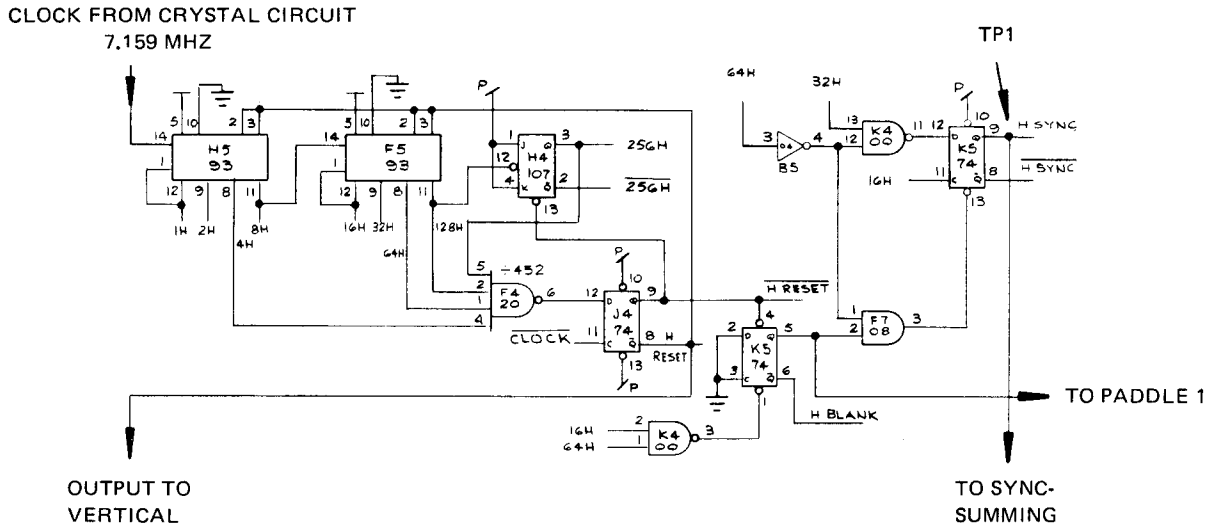 CLOCK FROM CRYSTAL CIRCUIT
7.159 MHZ
TP1
64H
32H
P
P
5 10 2 3
5 10 2 3
14 H5 93
14 F5 93
1
1
12 9 8 11
12 9 8 11
1H 2H 4H 8H
16H 32H 64H 128H
1 J Q 3
12 H4 107
4 K Q̅ 2
13
256H
2̅5̅6̅H̅
3 04 4
B5
13 K4 11
12 00
10
12 D Q 9
K5 74
11 C Q̅ 8
13
16H
H SYNC
H̅ S̅Y̅N̅C̅
÷452
5
2 F4 6
1 20
4
P
10
12 D Q 9
J4 74
11 C Q̅ 8
13
P
C̅L̅O̅C̅K̅
H RESET
H̅ R̅E̅S̅E̅T̅
4
2 D Q 5
K5 74
3 C Q̅ 6
1
1 F7 3
2 08
H BLANK
16H 2 K4 3
64H 1 00
TO PADDLE 1
OUTPUT TO
VERTICAL
TO SYNC-
SUMMING